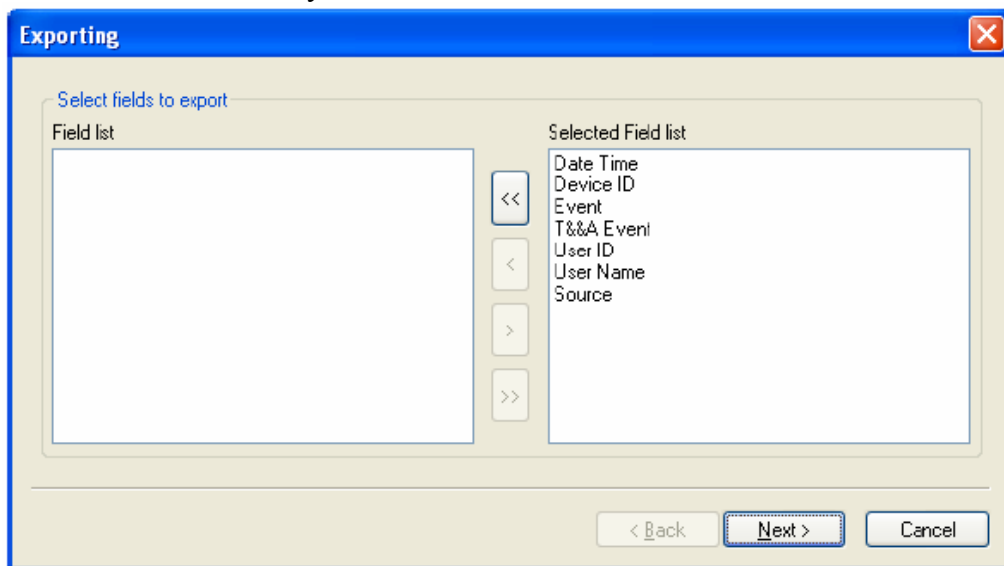 y
Exporting
Select fields to export
Field list
Selected Field list
Date Time
Device ID
Event
T&&A Event
User ID
User Name
Source
<<
<
>
>>
< Back
Next >
Cancel